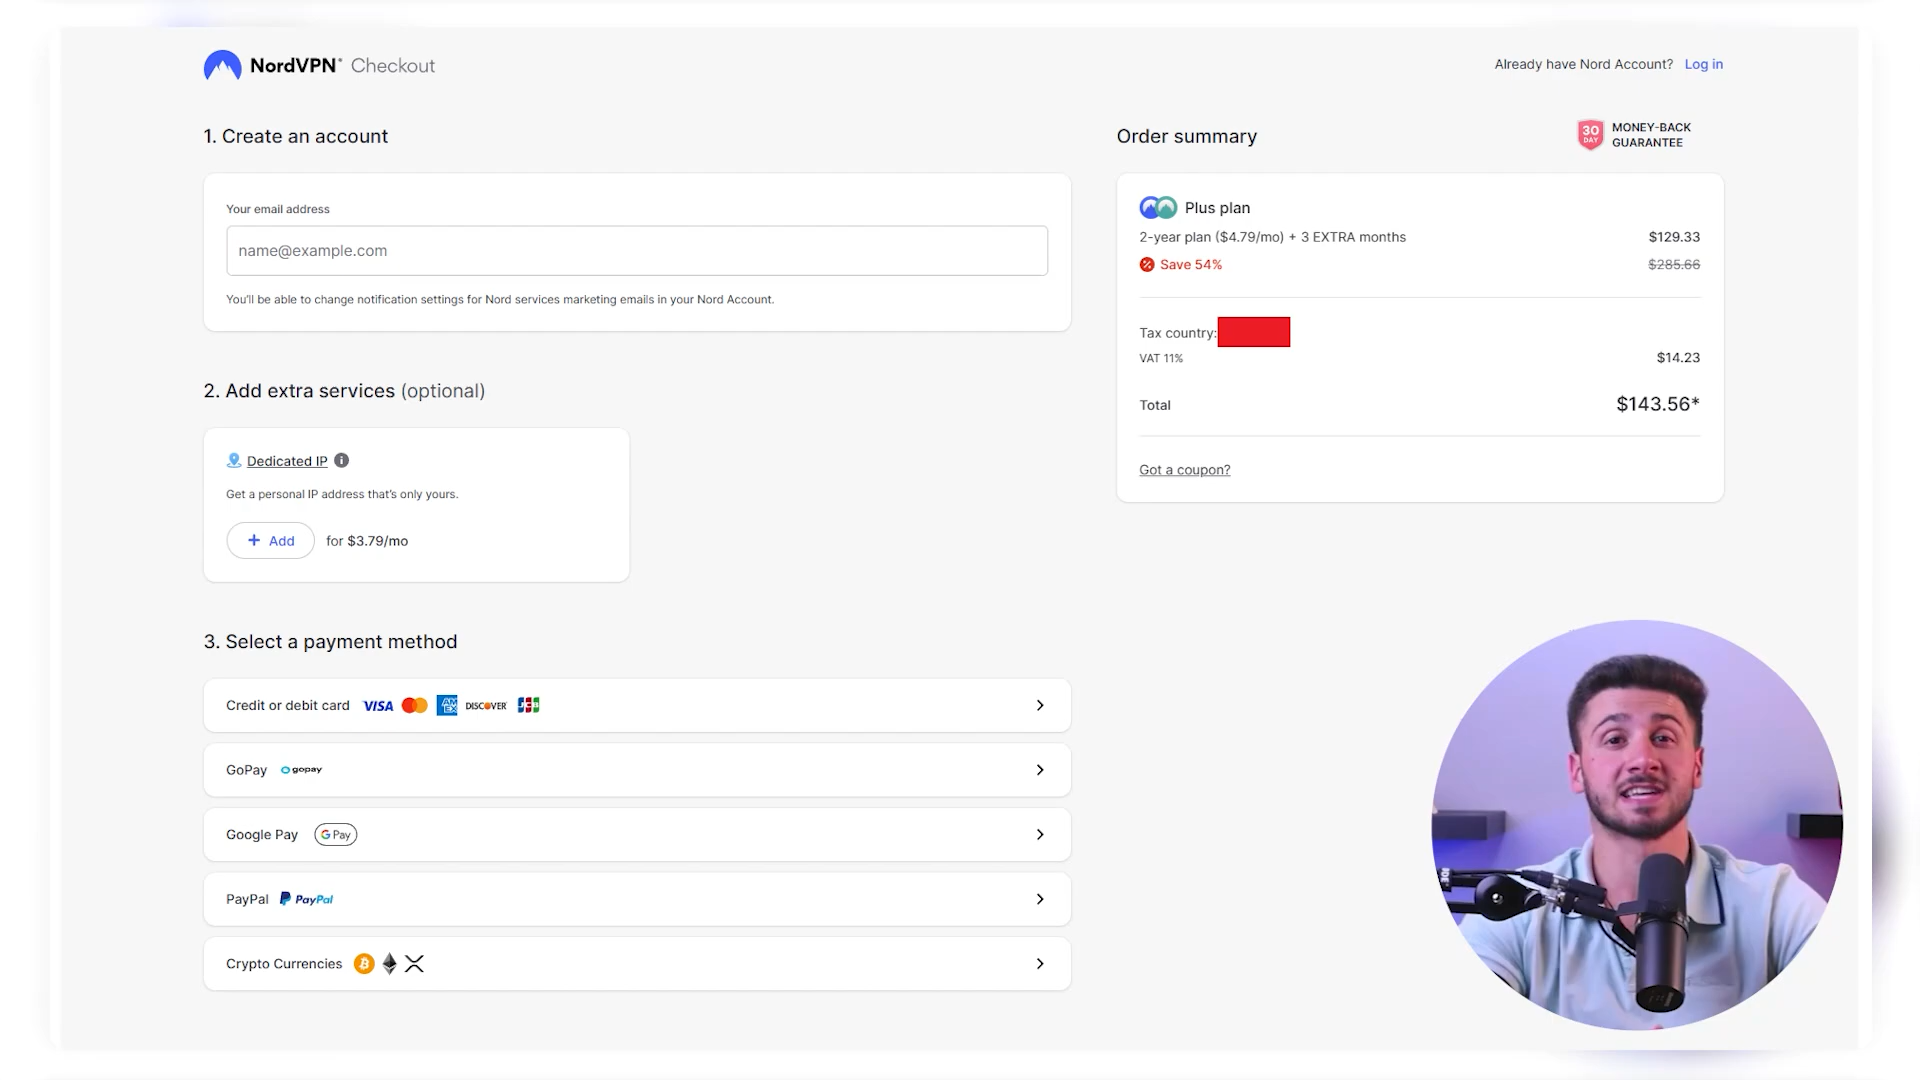 NordVPN® Checkout
Already have Nord Account? Log in
1. Create an account
Your email address
name@example.com
You'll be able to change notification settings for Nord services marketing emails in your Nord Account.
2. Add extra services (optional)
Dedicated IP
Get a personal IP address that's only yours.
+ Add for $3.79/mo
3. Select a payment method
Credit or debit card VISA AMEX DISCOVER JCB
GoPay gopay
Google Pay G Pay
PayPal PayPal
Crypto Currencies
Order summary
30 DAY
MONEY-BACK
GUARANTEE
Plus plan
2-year plan ($4.79/mo) + 3 EXTRA months $129.33
Save 54% $285.66
Tax country:
VAT 11% $14.23
Total $143.56*
Got a coupon?